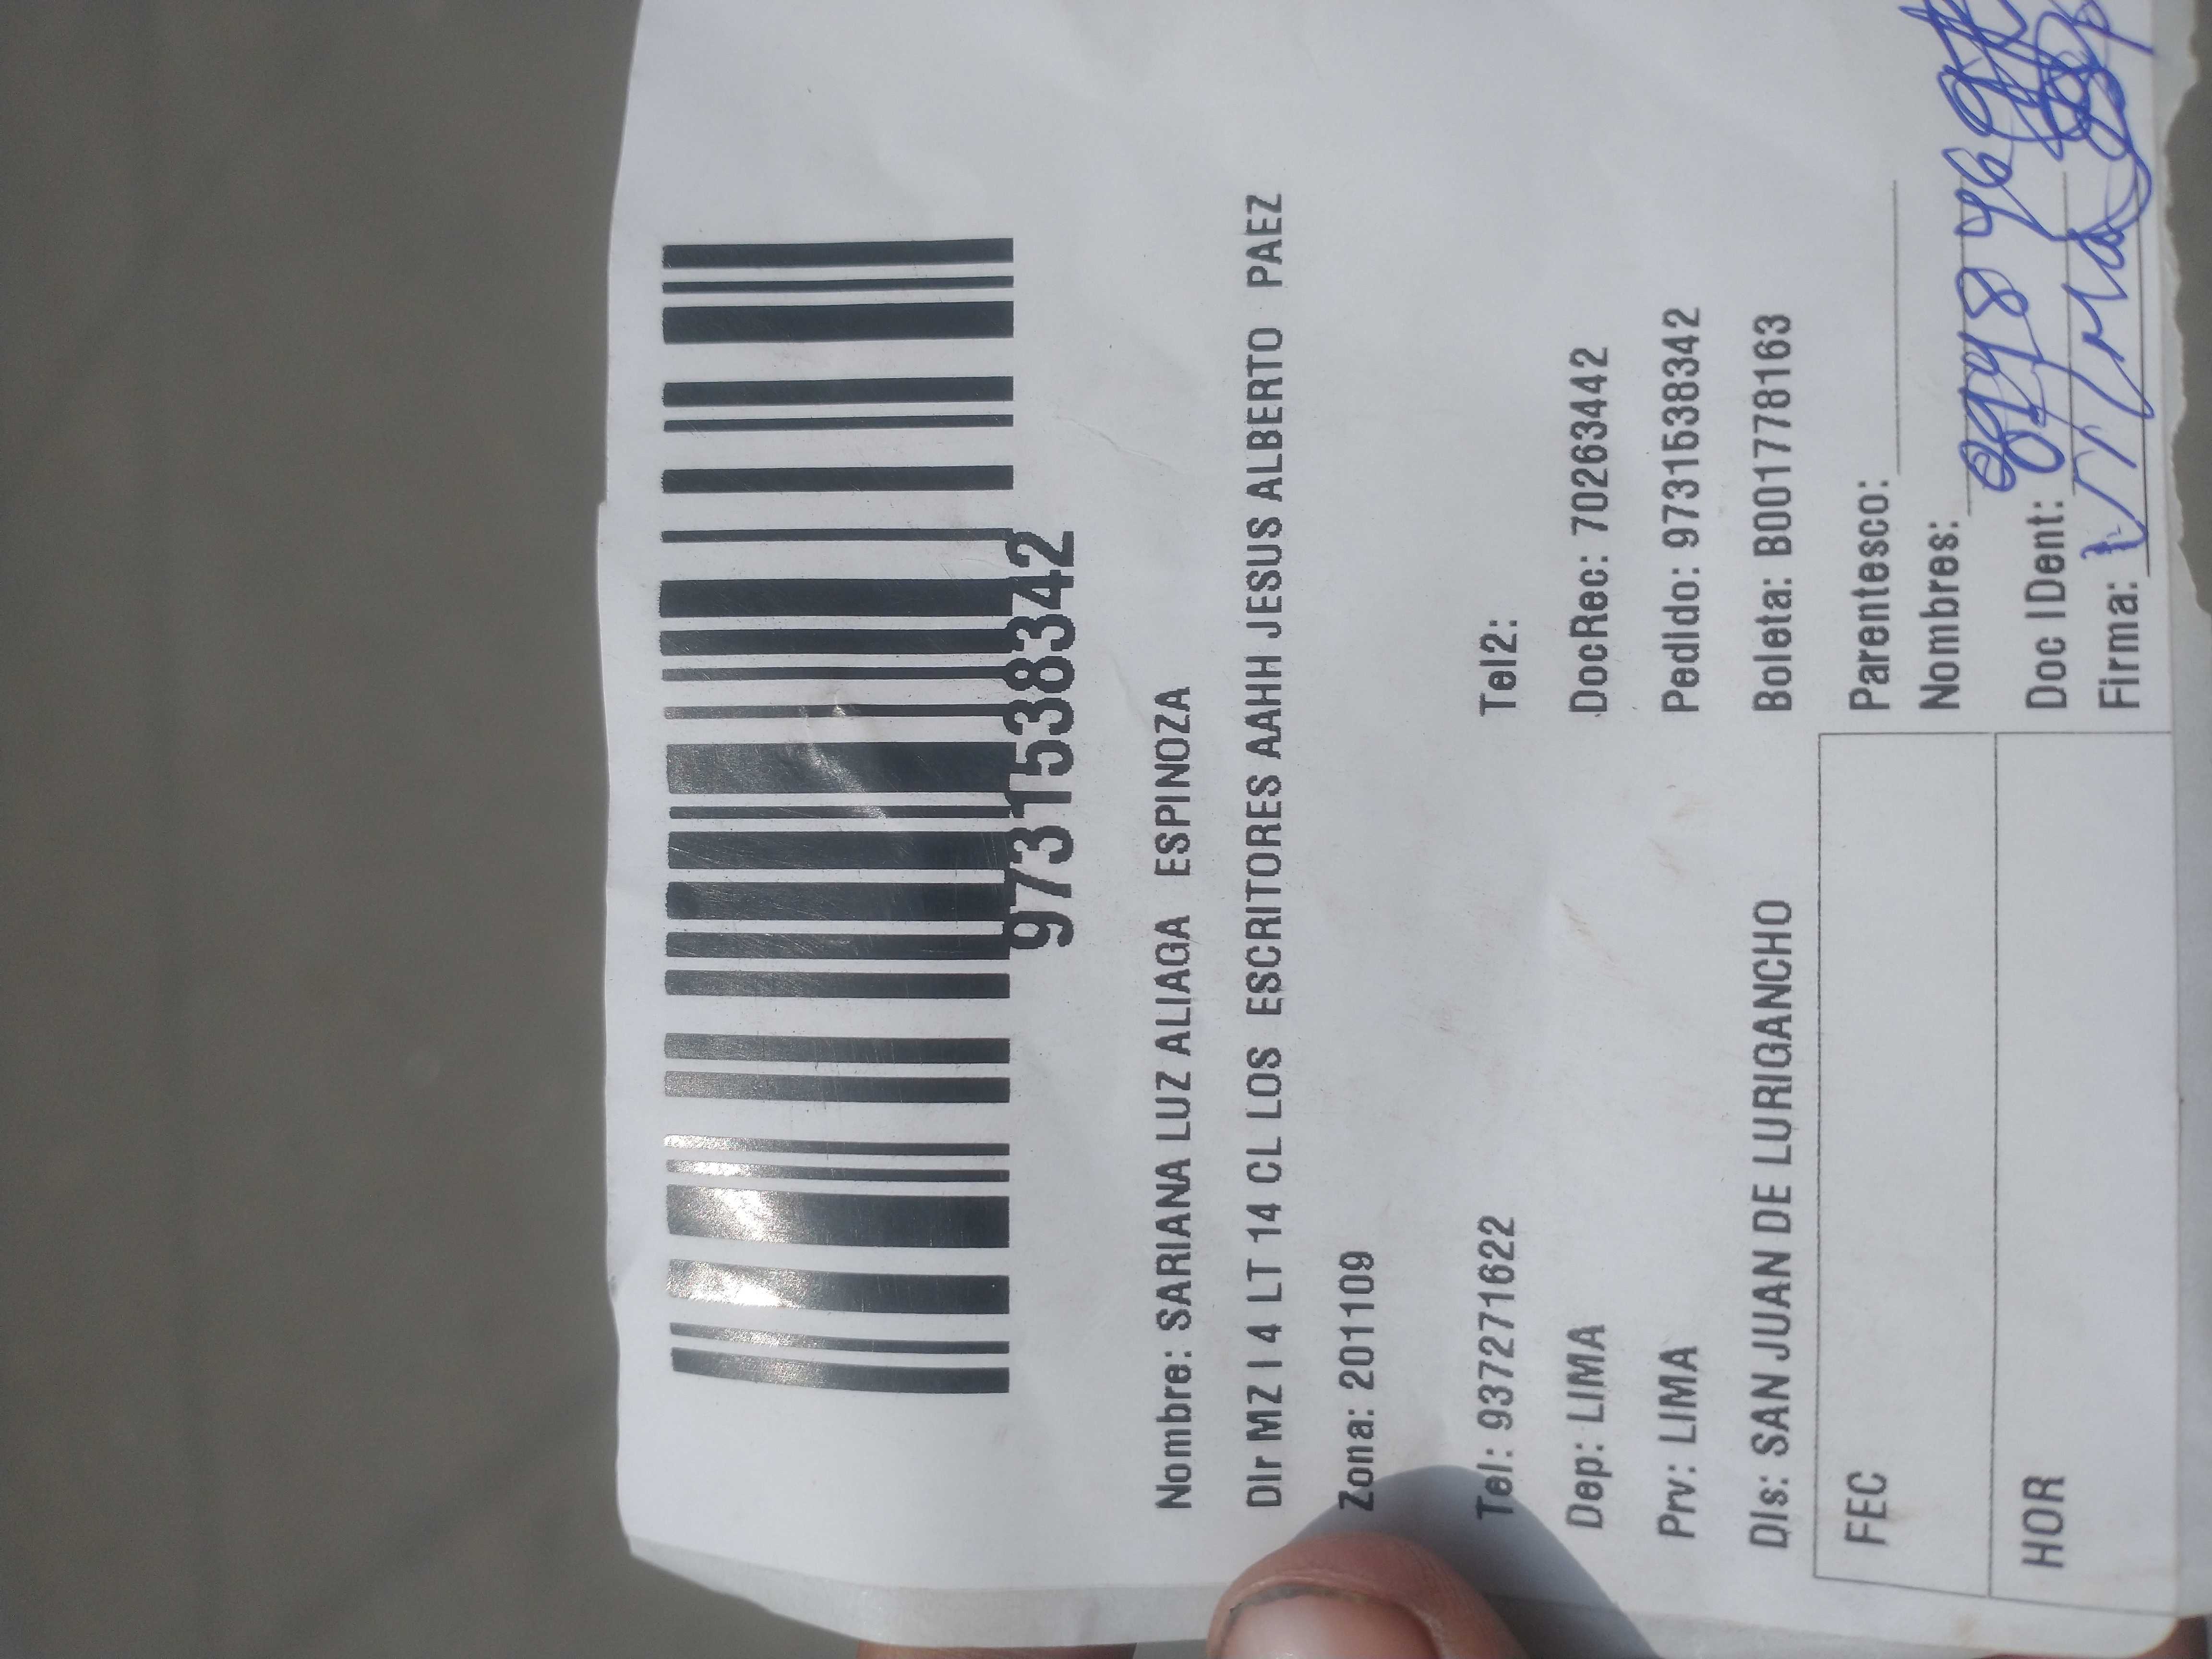 9731538342
Nombre: SARIANA LUZ ALIAGA ESPINOZA
DIr MZ I 4 LT 14 CL LOS ESCRITORES AAHH JESUS ALBERTO PAEZ
Zona: 201109
Tel: 937271622 Tel2:
Dep: LIMA DocRec: 70263442
Prv: LIMA PedIdo: 9731538342
DIs: SAN JUAN DE LURIGANCHO Boleta: B001778163
FEC Parentesco:
Nombres:
HOR Doc IDent:
Firma: